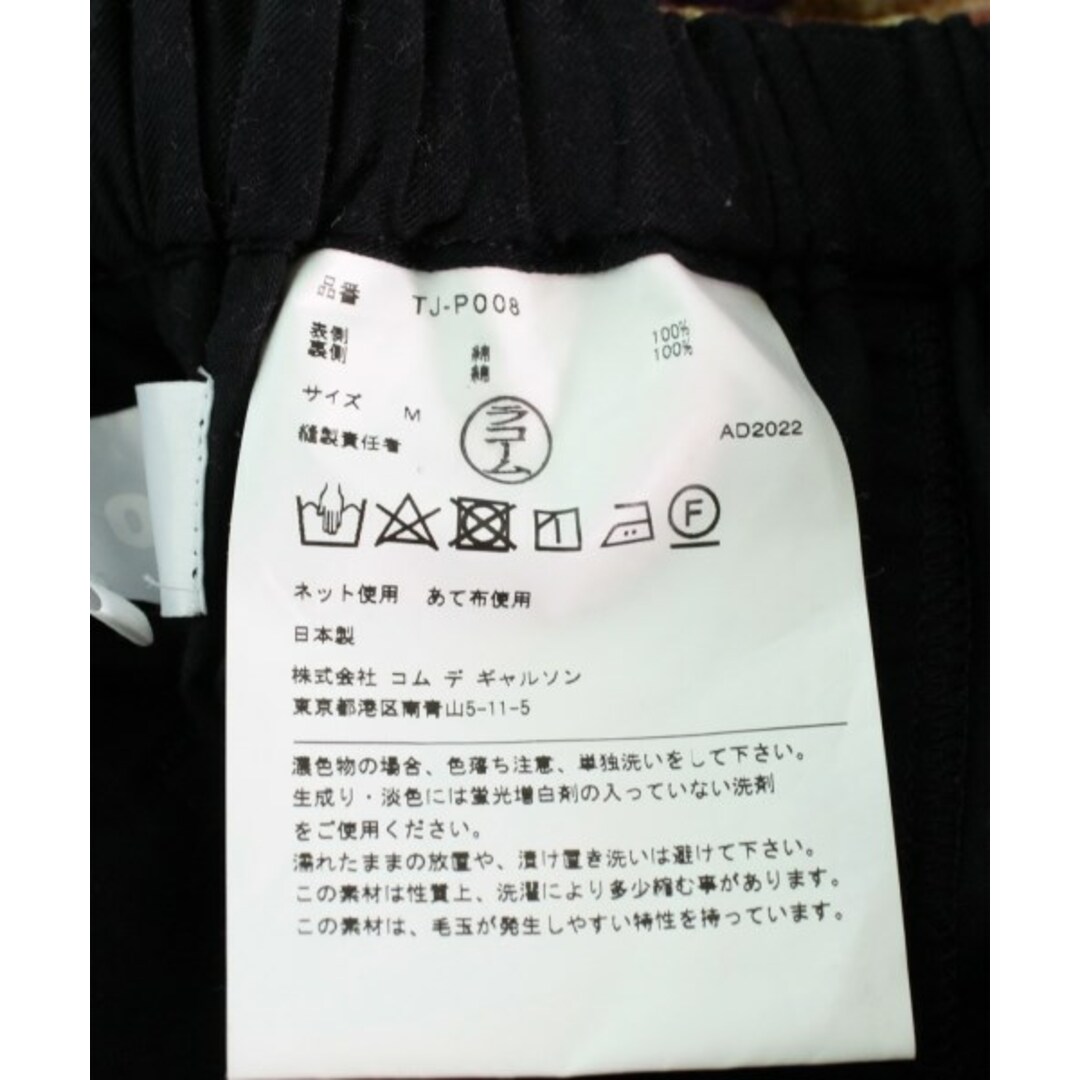 品番 TJ-P008
表側 綿 100%
裏側 綿 100%
サイズ M
縫製責任者 ラコーム AD2022
F
ネット使用 あて布使用
日本製
株式会社 コム デ ギャルソン
東京都港区南青山5-11-5
濃色物の場合、色落ち注意、単独洗いをして下さい。
生成り・淡色には蛍光増白剤の入っていない洗剤
をご使用ください。
濡れたままの放置や、漬け置き洗いは避けて下さい。
この素材は性質上、洗濯により多少縮む事があります。
この素材は、毛玉が発生しやすい特性を持っています。